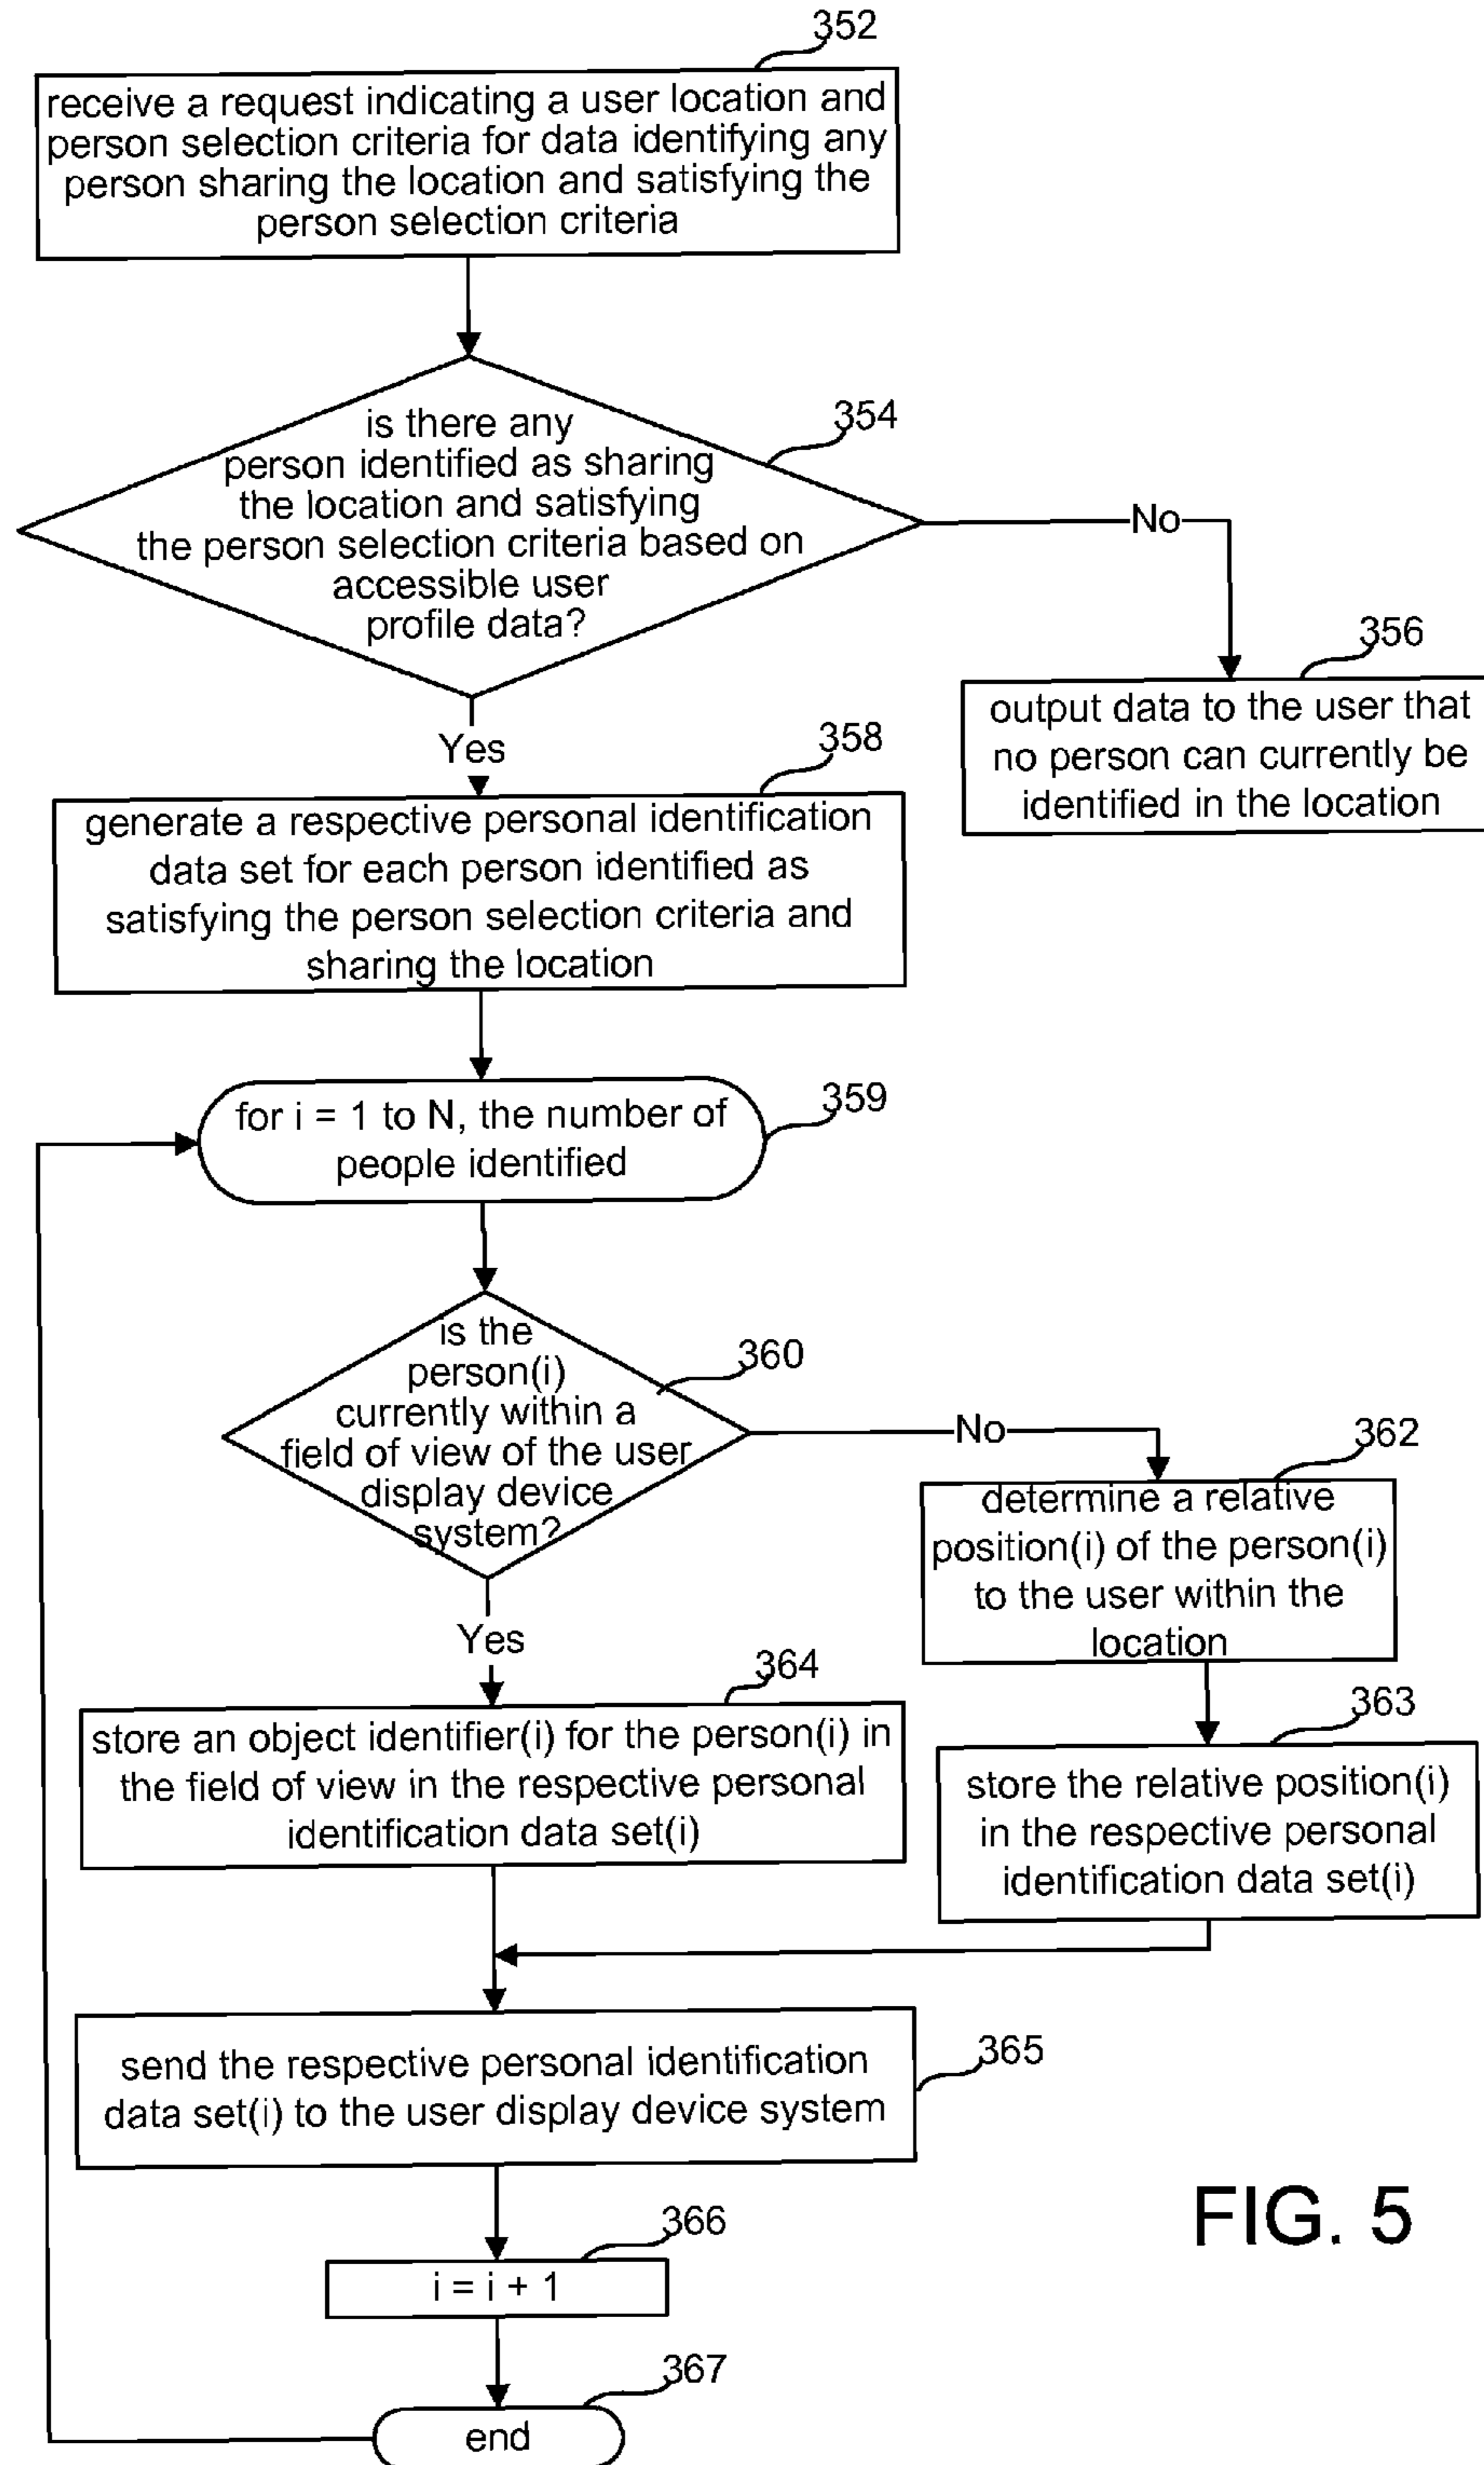 352
receive a request indicating a user location and
person selection criteria for data identifying any
person sharing the location and satisfying the
person selection criteria
354
is there any
person identified as sharing
the location and satisfying
the person selection criteria based on
accessible user
profile data?
No
356
output data to the user that
no person can currently be
identified in the location
Yes
358
generate a respective personal identification
data set for each person identified as
satisfying the person selection criteria and
sharing the location
359
for i = 1 to N, the number of
people identified
360
is the
person(i)
currently within a
field of view of the user
display device
system?
No
362
determine a relative
position(i) of the person(i)
to the user within the
location
Yes
364
store an object identifier(i) for the person(i) in
the field of view in the respective personal
identification data set(i)
363
store the relative position(i)
in the respective personal
identification data set(i)
365
send the respective personal identification
data set(i) to the user display device system
366
i = i + 1
367
end
FIG. 5